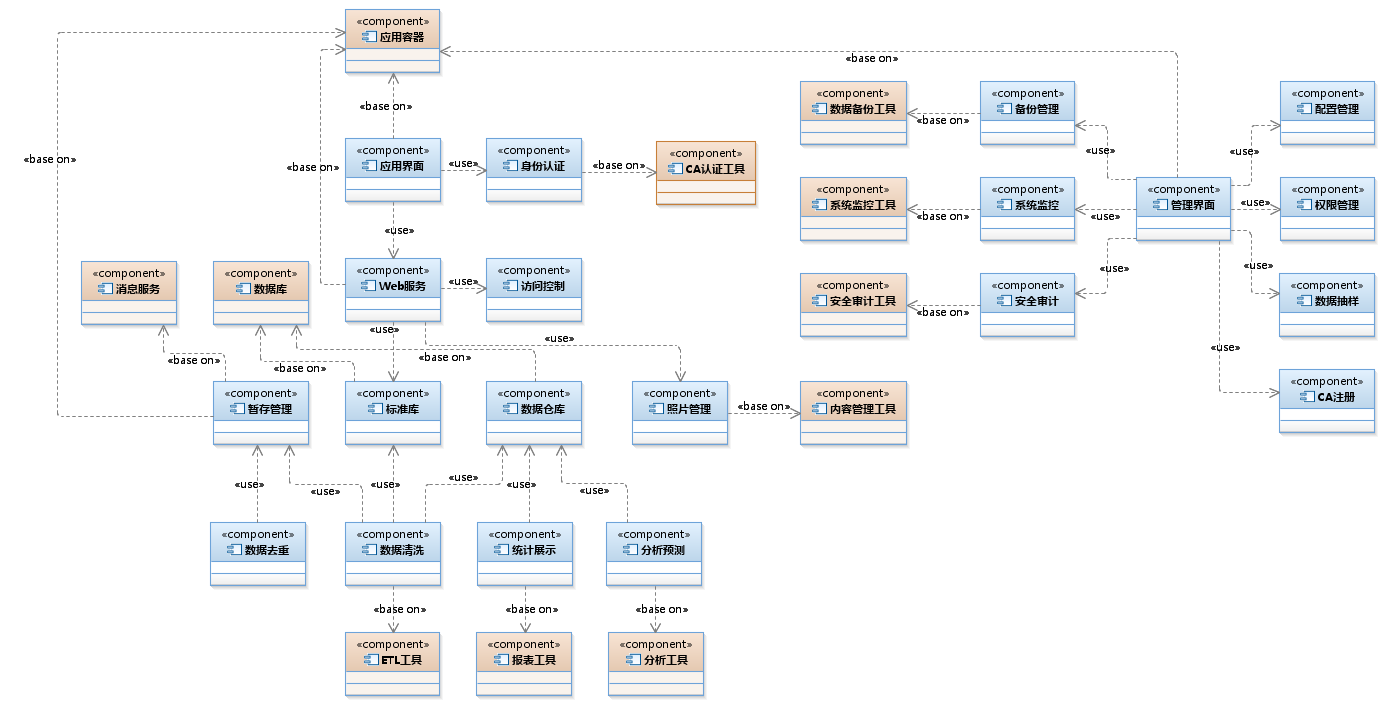 «component»
应用容器
«base on»
«component»
数据备份工具
«base on»
«component»
备份管理
«component»
配置管理
«base on»
«use»
«use»
«base on»
«base on»
«component»
应用界面
«use»
«component»
身份认证
«base on»
«component»
CA认证工具
«component»
系统监控工具
«base on»
«component»
系统监控
«use»
«component»
管理界面
«use»
«component»
权限管理
«use»
«component»
消息服务
«component»
数据库
«component»
Web服务
«use»
«component»
访问控制
«component»
安全审计工具
«base on»
«component»
安全审计
«use»
«use»
«component»
数据抽样
«use»
«use»
«use»
«base on»
«base on»
«base on»
«component»
暂存管理
«component»
标准库
«component»
数据仓库
«component»
照片管理
«base on»
«component»
内容管理工具
«component»
CA注册
«use»
«use»
«use»
«use»
«use»
«use»
«component»
数据去重
«component»
数据清洗
«component»
统计展示
«component»
分析预测
«base on»
«base on»
«base on»
«component»
ETL工具
«component»
报表工具
«component»
分析工具